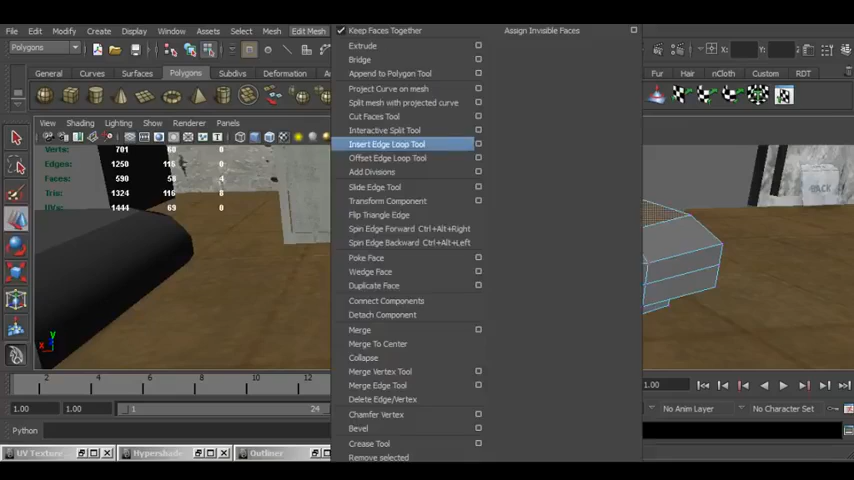 File Edit Modify Create Display Window Assets Select Mesh Edit Mesh
Polygons
General Curves Surfaces Polygons Subdivs Deformation
Fur Hair nCloth Custom RDT
View Shading Lighting Show Renderer Panels
Keep Faces Together
Extrude
Bridge
Append to Polygon Tool
Project Curve on mesh
Split mesh with projected curve
Cut Faces Tool
Interactive Split Tool
Insert Edge Loop Tool
Offset Edge Loop Tool
Add Divisions
Slide Edge Tool
Transform Component
Flip Triangle Edge
Spin Edge Forward Ctrl+Alt+Right
Spin Edge Backward Ctrl+Alt+Left
Poke Face
Wedge Face
Duplicate Face
Connect Components
Detach Component
Merge
Merge To Center
Collapse
Merge Vertex Tool
Merge Edge Tool
Delete Edge/Vertex
Chamfer Vertex
Bevel
Crease Tool
Remove selected
Assign Invisible Faces
X: Y: Z:
Verts: 701 60
Edges: 1250 116
Faces: 590 58 4
Tris: 1324 116 8
UVs: 1444 69
y
x
2 4 6 8 10 12
1.00
1.00 1.00 1 24
No Anim Layer No Character Set
Python
UV Texture Hypershade Outliner